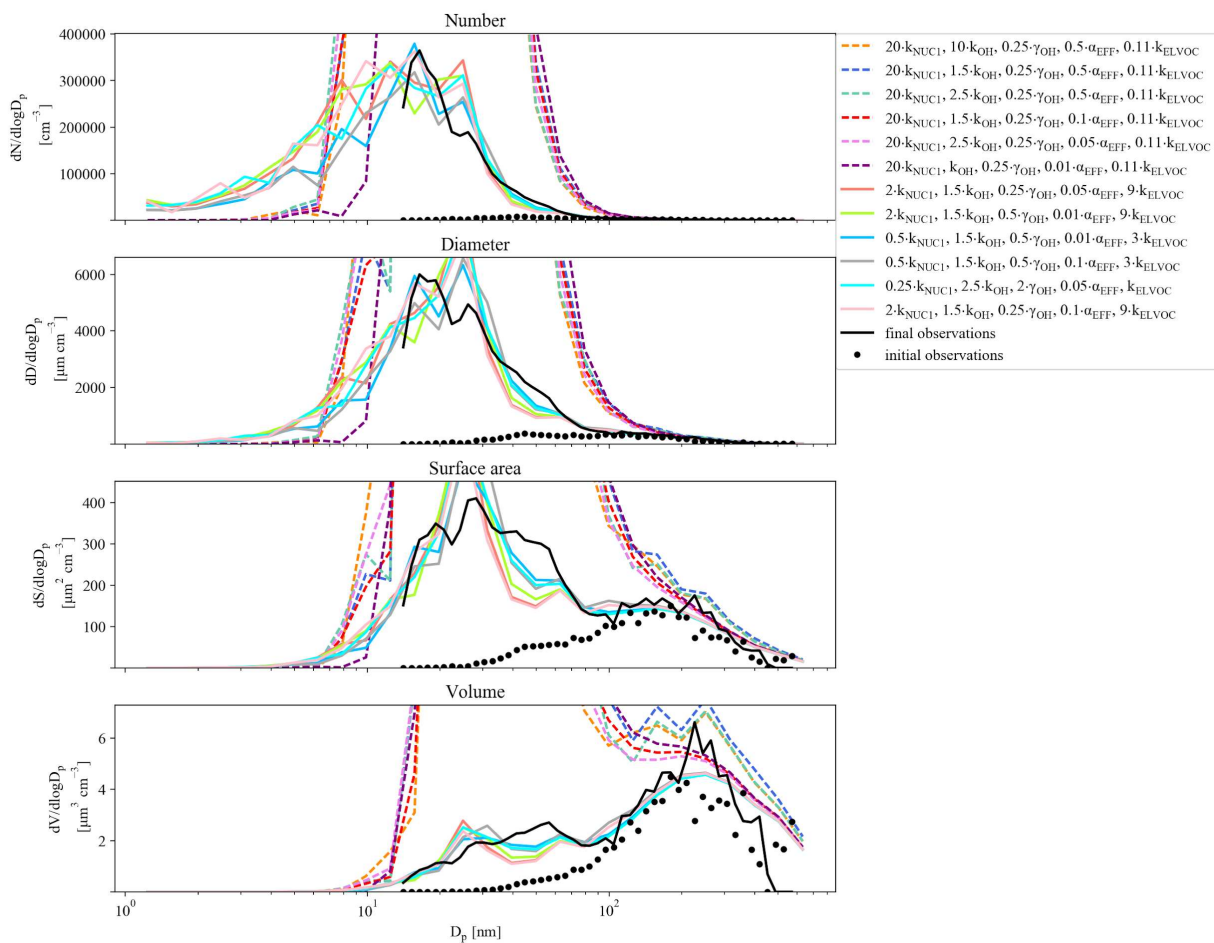 Number
400000
300000
200000
100000
dN/dlogD_p
[cm⁻³]
Diameter
6000
4000
2000
dD/dlogD_p
[μm cm⁻³]
Surface area
400
300
200
100
dS/dlogD_p
[μm² cm⁻³]
Volume
6
4
2
dV/dlogD_p
[μm³ cm⁻³]
10⁰ 10¹ 10²
D_p [nm]
20·k_NUC1, 10·k_OH, 0.25·γ_OH, 0.5·α_EFF, 0.11·k_ELVOC
20·k_NUC1, 1.5·k_OH, 0.25·γ_OH, 0.5·α_EFF, 0.11·k_ELVOC
20·k_NUC1, 2.5·k_OH, 0.25·γ_OH, 0.5·α_EFF, 0.11·k_ELVOC
20·k_NUC1, 1.5·k_OH, 0.25·γ_OH, 0.1·α_EFF, 0.11·k_ELVOC
20·k_NUC1, 2.5·k_OH, 0.25·γ_OH, 0.05·α_EFF, 0.11·k_ELVOC
20·k_NUC1, k_OH, 0.25·γ_OH, 0.01·α_EFF, 0.11·k_ELVOC
2·k_NUC1, 1.5·k_OH, 0.25·γ_OH, 0.05·α_EFF, 9·k_ELVOC
2·k_NUC1, 1.5·k_OH, 0.5·γ_OH, 0.01·α_EFF, 9·k_ELVOC
0.5·k_NUC1, 1.5·k_OH, 0.5·γ_OH, 0.01·α_EFF, 3·k_ELVOC
0.5·k_NUC1, 1.5·k_OH, 0.5·γ_OH, 0.1·α_EFF, 3·k_ELVOC
0.25·k_NUC1, 2.5·k_OH, 2·γ_OH, 0.05·α_EFF, k_ELVOC
2·k_NUC1, 1.5·k_OH, 0.25·γ_OH, 0.1·α_EFF, 9·k_ELVOC
final observations
initial observations